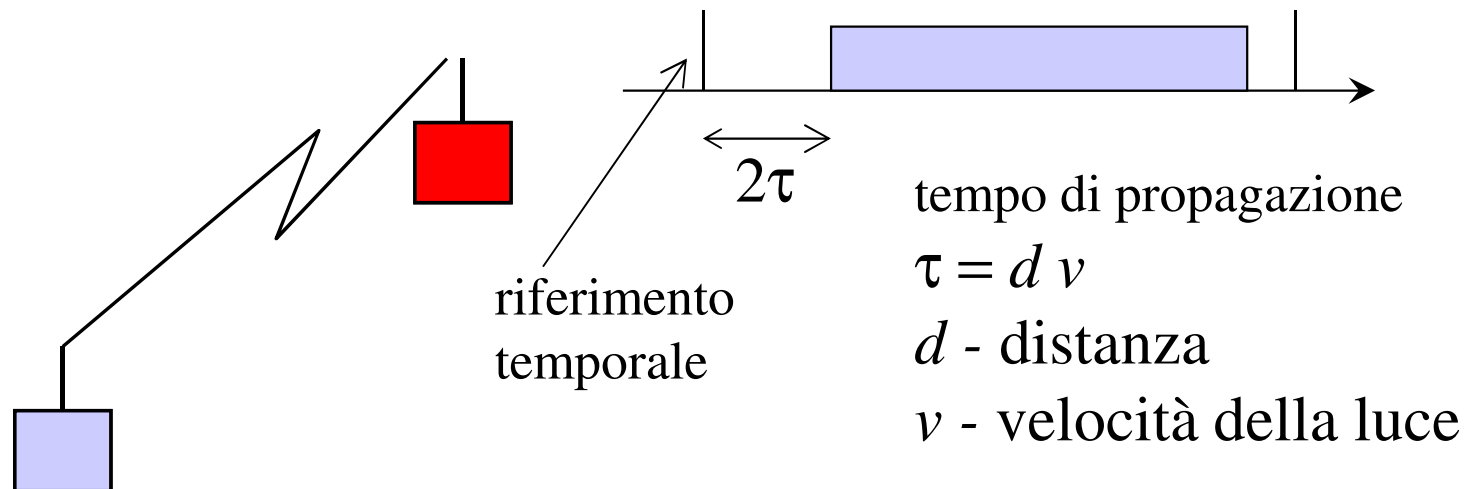 2τ
riferimento
temporale
tempo di propagazione
τ = d v
d - distanza
v - velocità della luce